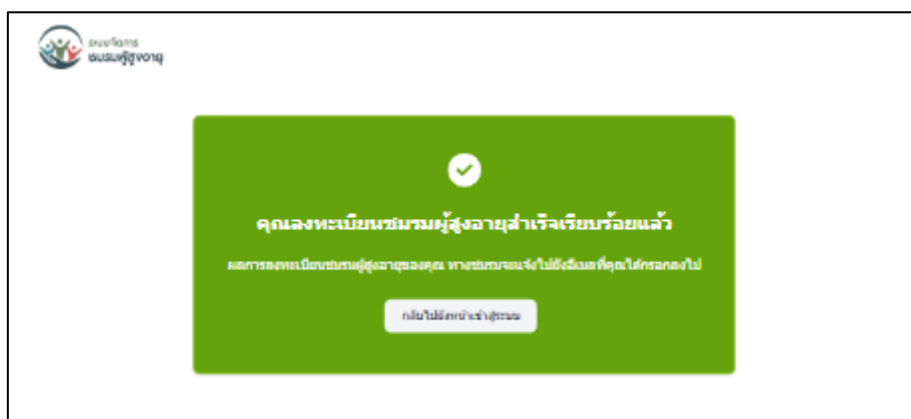 ระบบจัดการ
ชมรมผู้สูงอายุ
คุณลงทะเบียนชมรมผู้สูงอายุสำเร็จเรียบร้อยแล้ว
ผลการลงทะเบียนชมรมผู้สูงอายุของคุณ ทางชมรมจะแจ้งไปยังอีเมลที่คุณได้กรอกลงไป
กลับไปยังหน้าเข้าสู่ระบบ